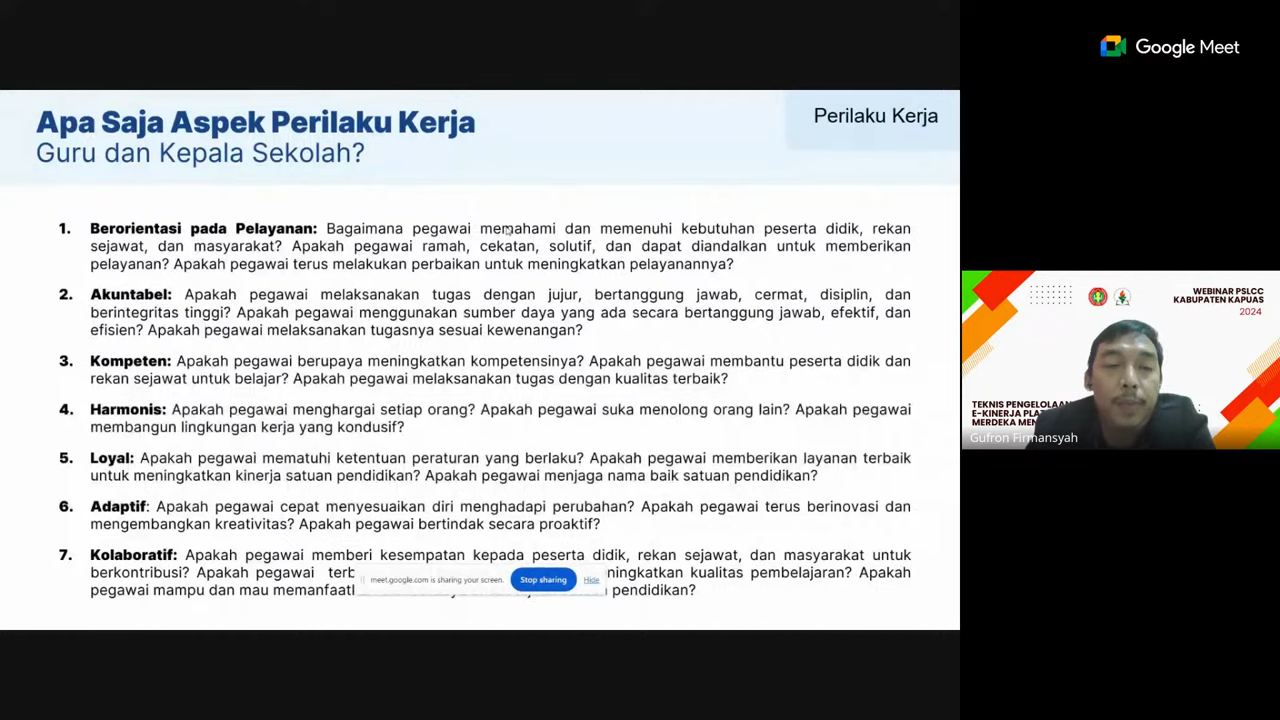 Google Meet
Apa Saja Aspek Perilaku Kerja
Guru dan Kepala Sekolah?
Perilaku Kerja
1. Berorientasi pada Pelayanan: Bagaimana pegawai memahami dan memenuhi kebutuhan peserta didik, rekan
sejawat, dan masyarakat? Apakah pegawai ramah, cekatan, solutif, dan dapat diandalkan untuk memberikan
pelayanan? Apakah pegawai terus melakukan perbaikan untuk meningkatkan pelayanannya?
2. Akuntabel: Apakah pegawai melaksanakan tugas dengan jujur, bertanggung jawab, cermat, disiplin, dan
berintegritas tinggi? Apakah pegawai menggunakan sumber daya yang ada secara bertanggung jawab, efektif, dan
efisien? Apakah pegawai melaksanakan tugasnya sesuai kewenangan?
3. Kompeten: Apakah pegawai berupaya meningkatkan kompetensinya? Apakah pegawai membantu peserta didik dan
rekan sejawat untuk belajar? Apakah pegawai melaksanakan tugas dengan kualitas terbaik?
4. Harmonis: Apakah pegawai menghargai setiap orang? Apakah pegawai suka menolong orang lain? Apakah pegawai
membangun lingkungan kerja yang kondusif?
5. Loyal: Apakah pegawai mematuhi ketentuan peraturan yang berlaku? Apakah pegawai memberikan layanan terbaik
untuk meningkatkan kinerja satuan pendidikan? Apakah pegawai menjaga nama baik satuan pendidikan?
6. Adaptif: Apakah pegawai cepat menyesuaikan diri menghadapi perubahan? Apakah pegawai terus berinovasi dan
mengembangkan kreativitas? Apakah pegawai bertindak secara proaktif?
7. Kolaboratif: Apakah pegawai memberi kesempatan kepada peserta didik, rekan sejawat, dan masyarakat untuk
berkontribusi? Apakah pegawai kualitas pembelajaran? Apakah
pegawai mampu dan mau pendidikan?
meet.google.com is sharing your screen. Stop sharing Hide
WEBINAR PSLCC
KABUPATEN KAPUAS
2024
TEKNIS PENGELOLAAN
E-KINERJA
MERDEKA
Gufron Firmansyah